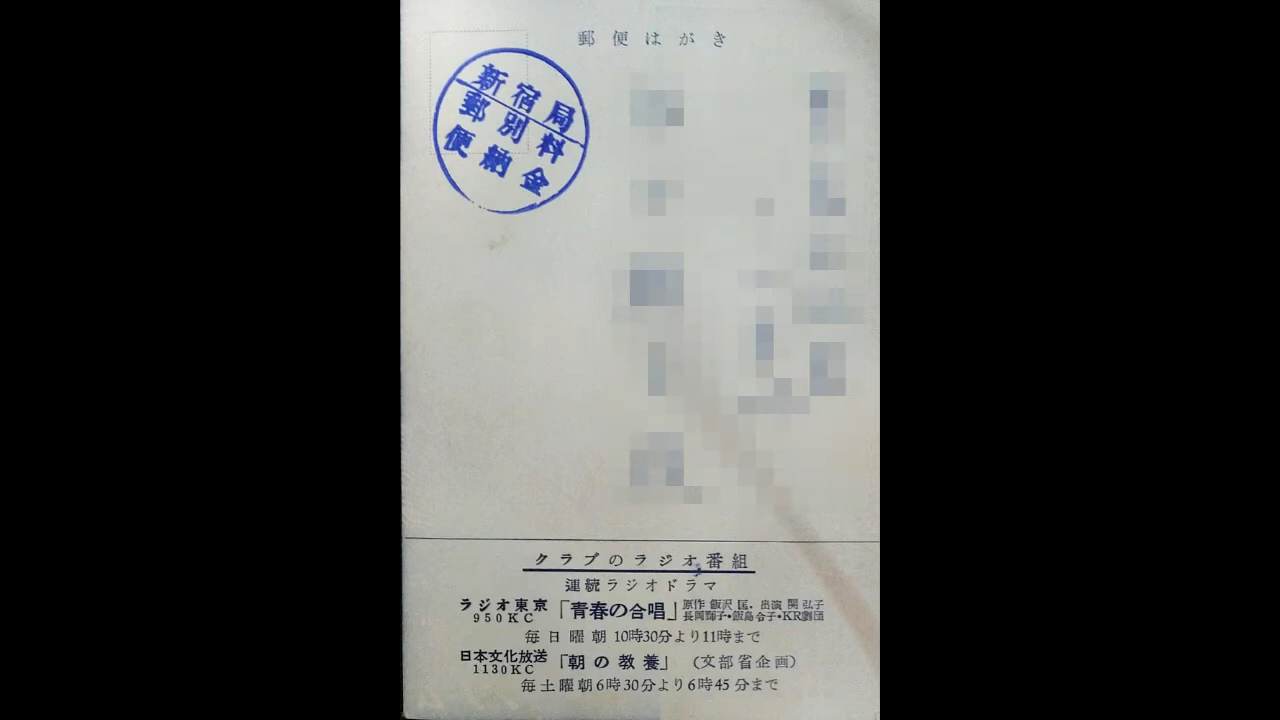 郵便はがき
新宿局
料金
別納
郵便
クラブのラジオ番組
連続ラジオドラマ
ラジオ東京
950KC
「青春の合唱」
原作 飯沢 匡. 出演 関 弘子
長岡輝子・飯島令子・KR劇団
毎日曜朝10時30分より11時まで
日本文化放送
1130KC
「朝の教養」(文部省企画)
毎土曜朝6時30分より6時45分まで